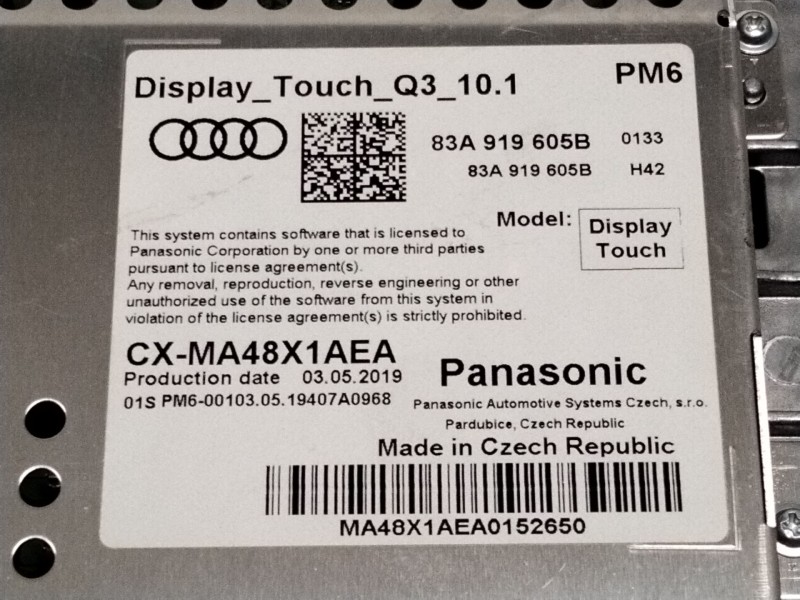 Display_Touch_Q3_10.1
PM6
83A 919 605B 0133
83A 919 605B H42
Model: Display Touch
This system contains software that is licensed to
Panasonic Corporation by one or more third parties
pursuant to license agreement(s).
Any removal, reproduction, reverse engineering or other
unauthorized use of the software from this system in
violation of the license agreement(s) is strictly prohibited.
CX-MA48X1AEA
Production date 03.05.2019
01S PM6-00103.05.19407A0968
Panasonic
Panasonic Automotive Systems Czech, s.r.o.
Pardubice, Czech Republic
Made in Czech Republic
MA48X1AEA0152650